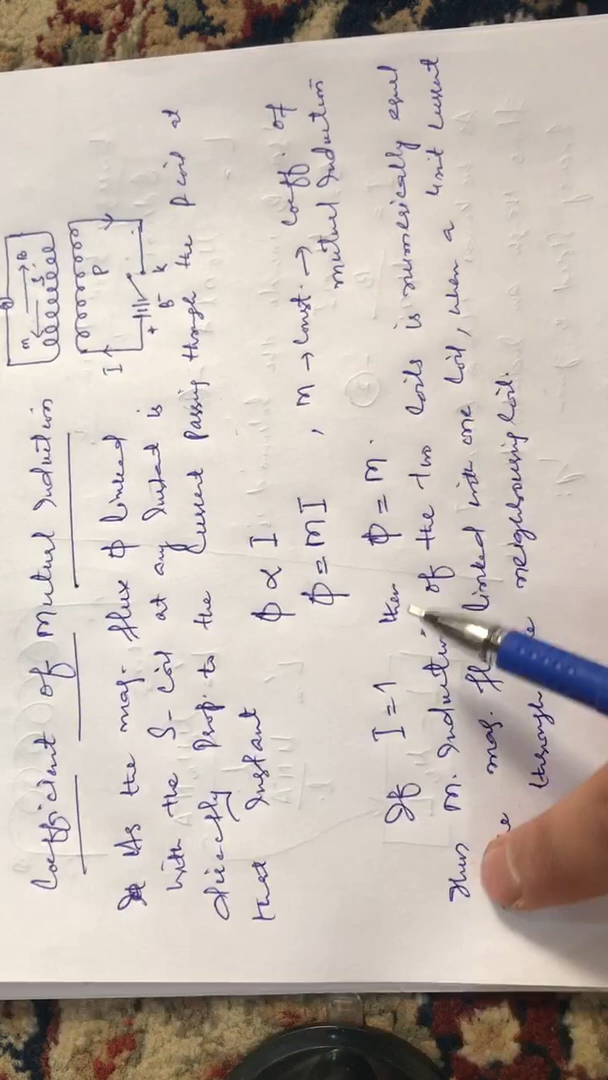 Coefficient of Mutual Induction
As the mag. flux ϕ linked
with the S-Coil at any instant is
directly Prop. to the Current Passing through the P coil at
that instant
ϕ ∝ I
ϕ = MI , M → Const. → Coeff. of
mutual Induction
If I = 1 then ϕ = M.
Thus M. Induction of the two coils is numerically equal
mag. linked with one coil, when a unit current
through neighbouring coil.
m
S
P
I
+
B
K